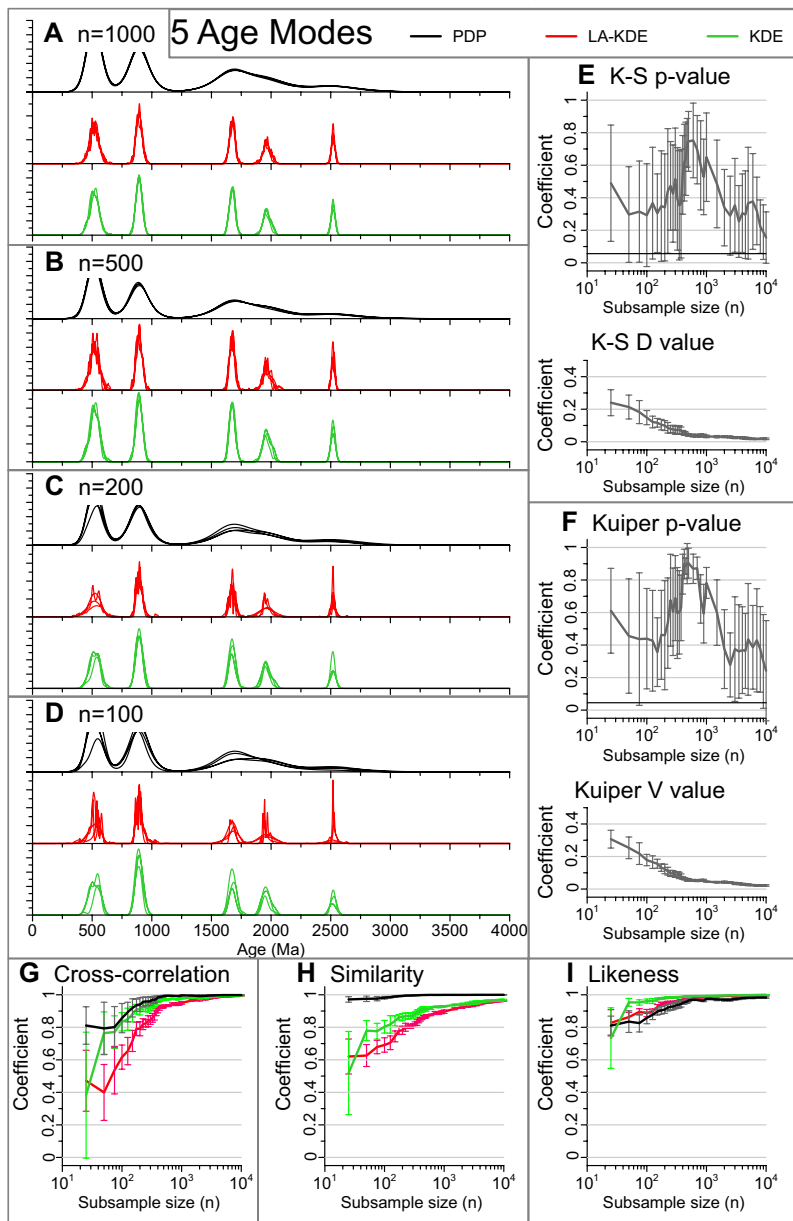 A n=1000
5 Age Modes
PDP LA-KDE KDE
B n=500
C n=200
D n=100
0 500 1000 1500 2000 2500 3000 3500 4000
Age (Ma)
E K-S p-value
Coefficient
1
0.8
0.6
0.4
0.2
0
10¹ 10² 10³ 10⁴
Subsample size (n)
K-S D value
Coefficient
0.4
0.2
0
10¹ 10² 10³ 10⁴
Subsample size (n)
F Kuiper p-value
Coefficient
1
0.8
0.6
0.4
0.2
0
10¹ 10² 10³ 10⁴
Subsample size (n)
Kuiper V value
Coefficient
0.4
0.2
0
10¹ 10² 10³ 10⁴
Subsample size (n)
G Cross-correlation
Coefficient
1
0.8
0.6
0.4
0.2
0
10¹ 10² 10³ 10⁴
Subsample size (n)
H Similarity
Coefficient
1
0.8
0.6
0.4
0.2
0
10¹ 10² 10³ 10⁴
Subsample size (n)
I Likeness
Coefficient
1
0.8
0.6
0.4
0.2
0
10¹ 10² 10³ 10⁴
Subsample size (n)